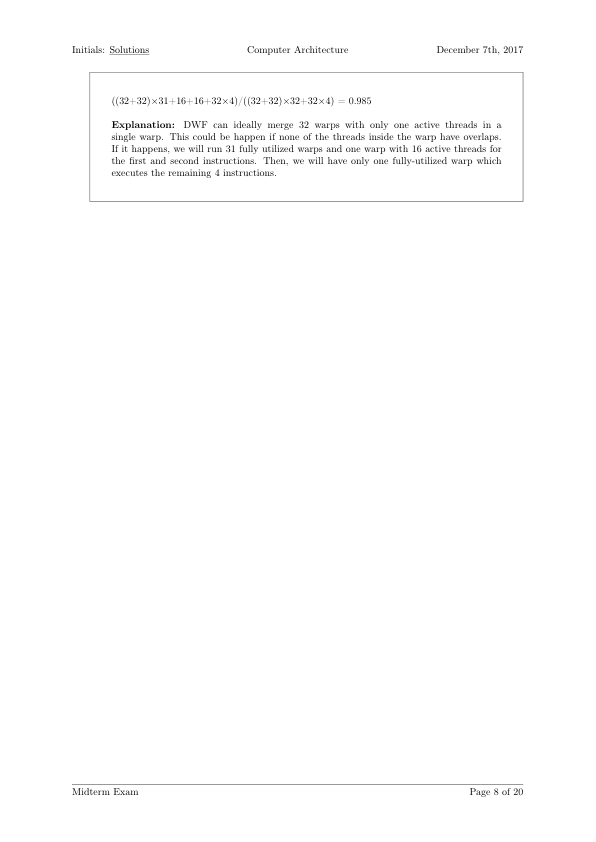 Initials: Solutions Computer Architecture December 7th, 2017
((32+32)×31+16+16+32×4)/((32+32)×32+32×4) = 0.985
Explanation: DWF can ideally merge 32 warps with only one active threads in a
single warp. This could be happen if none of the threads inside the warp have overlaps.
If it happens, we will run 31 fully utilized warps and one warp with 16 active threads for
the first and second instructions. Then, we will have only one fully-utilized warp which
executes the remaining 4 instructions.
Midterm Exam Page 8 of 20